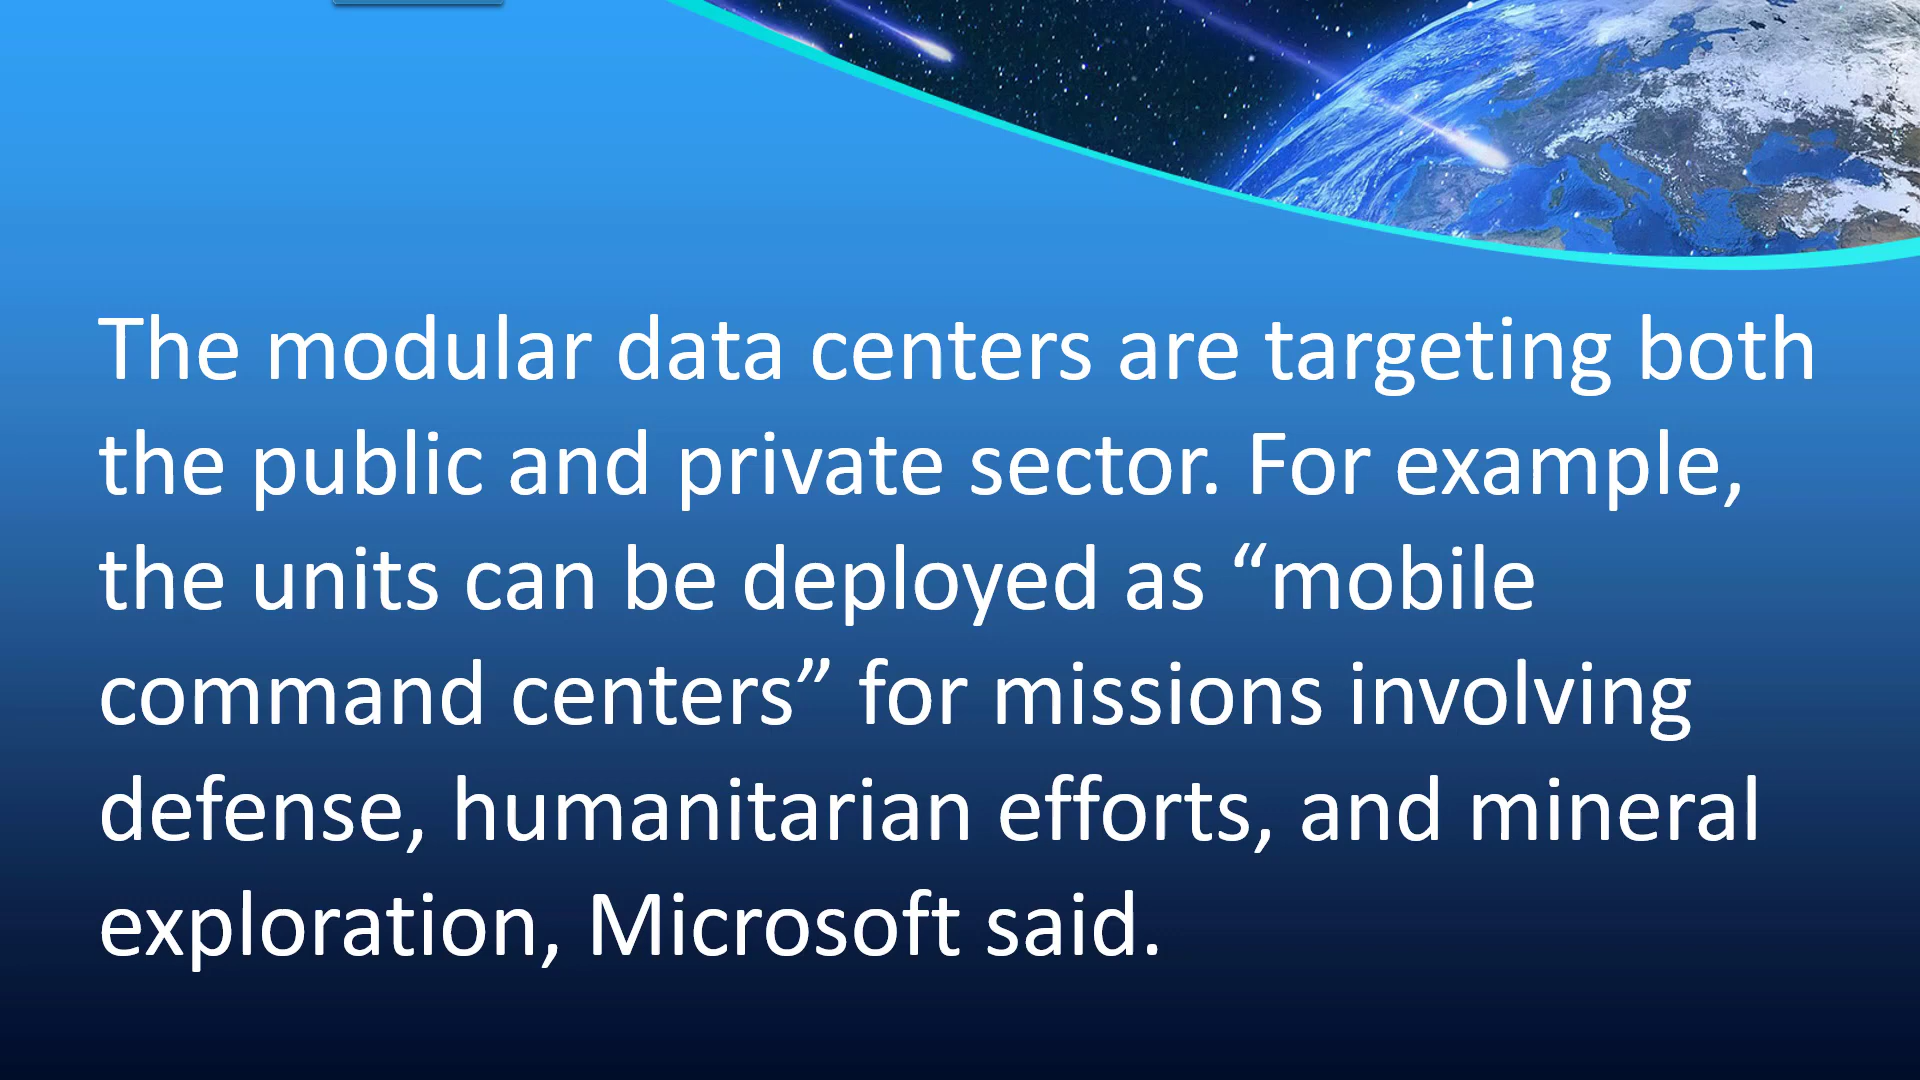 The modular data centers are targeting both
the public and private sector. For example,
the units can be deployed as “mobile
command centers” for missions involving
defense, humanitarian efforts, and mineral
exploration, Microsoft said.